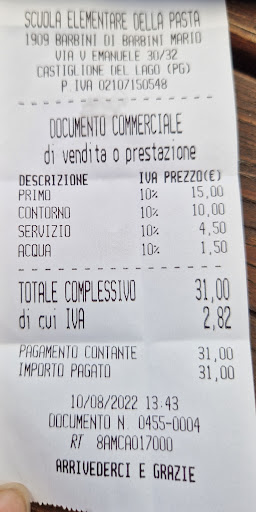 SCUOLA ELEMENTARE DELLA PASTA
1909 BARBINI DI BARBINI MARIO
VIA V EMANUELE 30/32
CASTIGLIONE DEL LAGO (PG)
P IVA 02107150548
DOCUMENTO COMMERCIALE
di vendita o prestazione
DESCRIZIONE IVA PREZZO(€)
PRIMO 10% 15,00
CONTORNO 10% 10,00
SERVIZIO 10% 4,50
ACQUA 10% 1,50
TOTALE COMPLESSIVO 31,00
di cui IVA 2,82
PAGAMENTO CONTANTE 31,00
IMPORTO PAGATO 31,00
10/08/2022 13:43
DOCUMENTO N. 0455-0004
RT 8AMCA017000
ARRIVEDERCI E GRAZIE